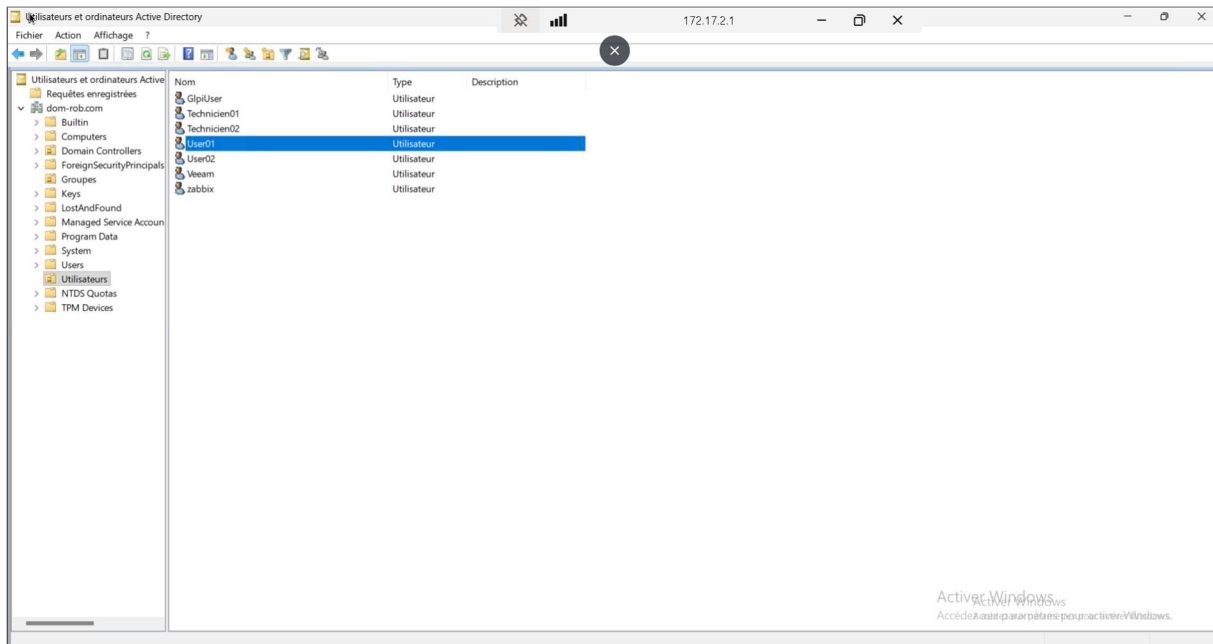 Utilisateurs et ordinateurs Active Directory
172.17.2.1
Fichier Action Affichage ?
Utilisateurs et ordinateurs Active
Requêtes enregistrées
dom-rob.com
Builtin
Computers
Domain Controllers
ForeignSecurityPrincipals
Groupes
Keys
LostAndFound
Managed Service Accoun
Program Data
System
Users
Utilisateurs
NTDS Quotas
TPM Devices
Nom Type Description
GlpiUser Utilisateur
Technicien01 Utilisateur
Technicien02 Utilisateur
User01 Utilisateur
User02 Utilisateur
Veeam Utilisateur
zabbix Utilisateur
Activer Windows